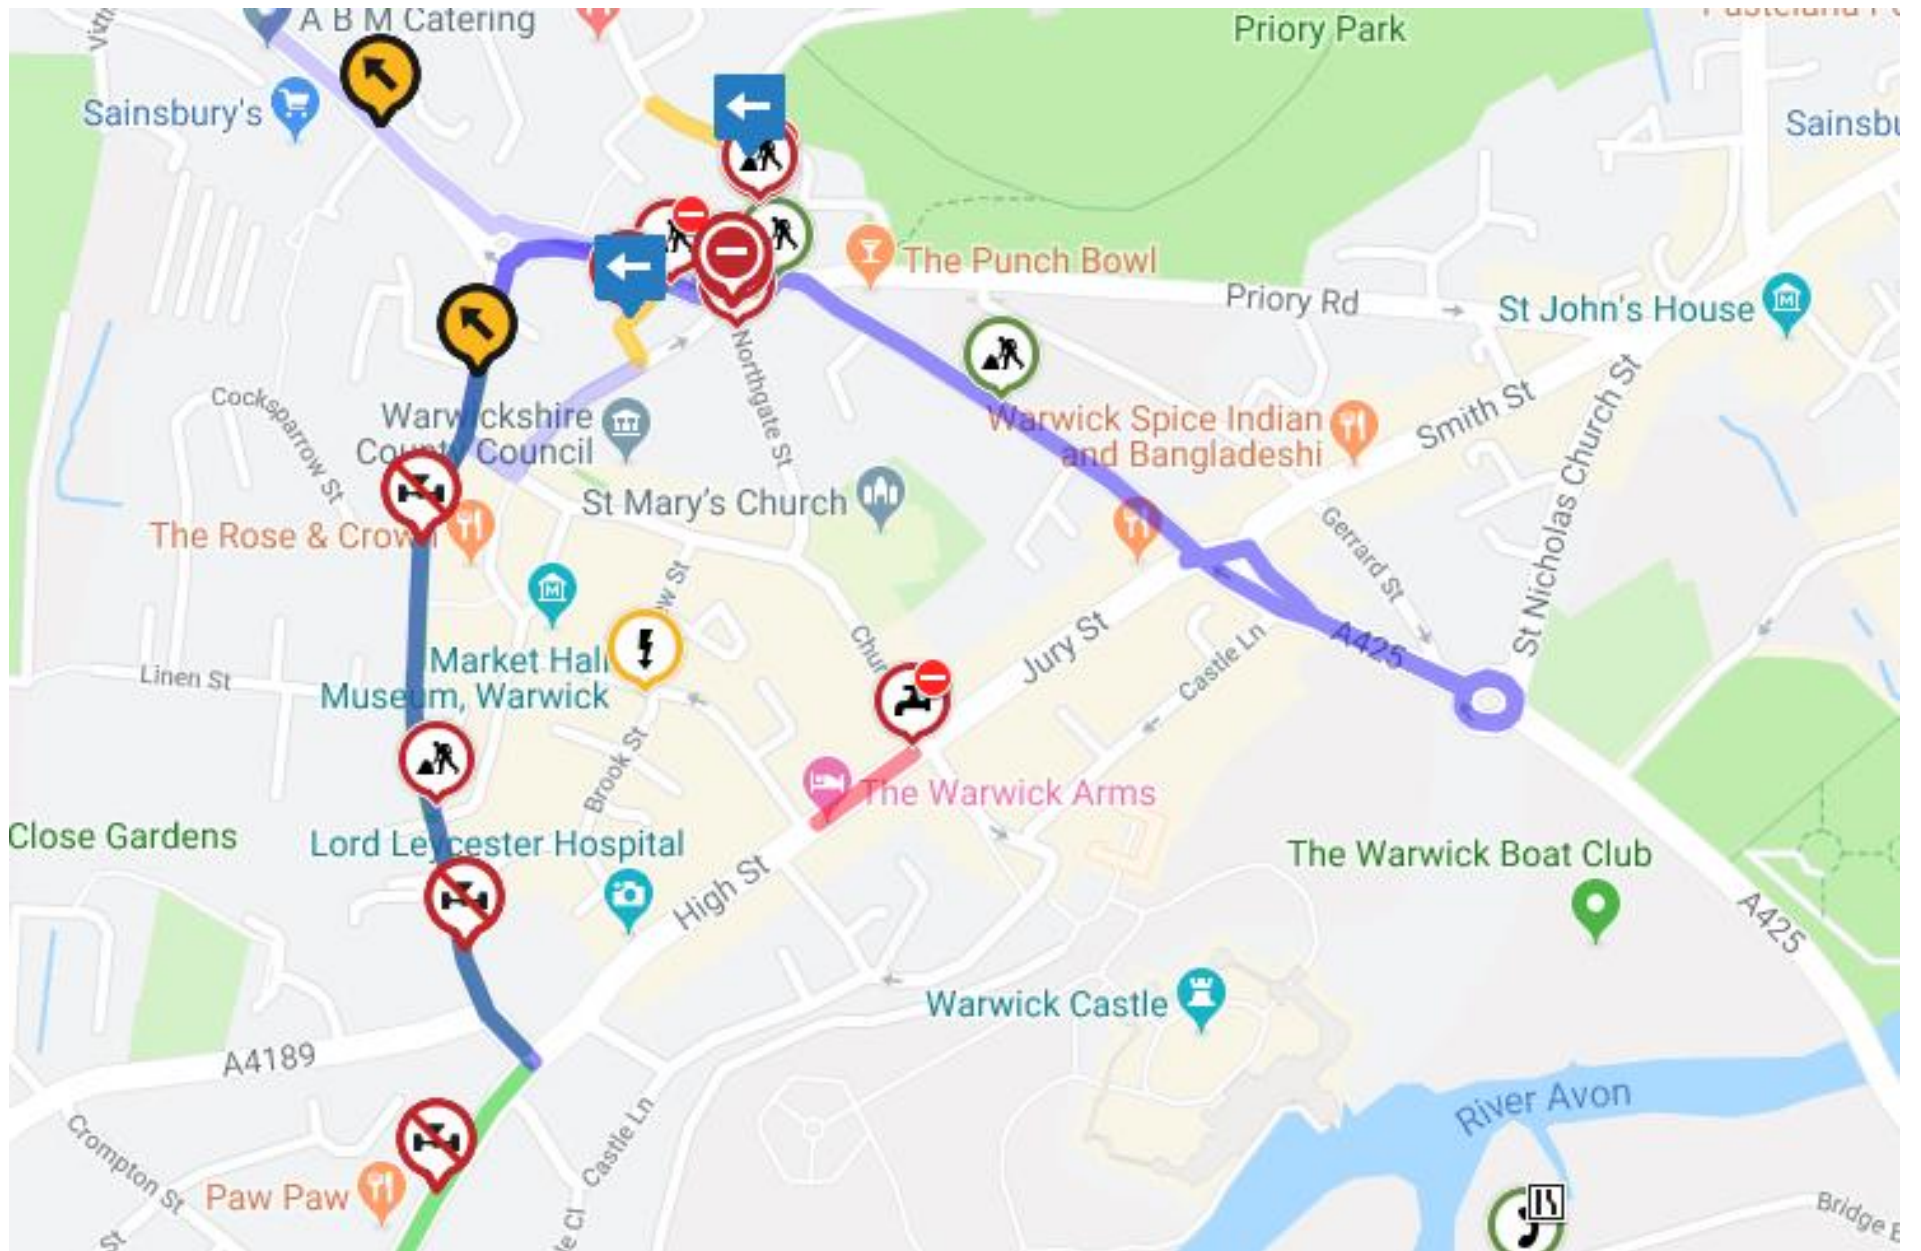 A B M Catering
Priory Park
Sainsbury's
The Punch Bowl
Priory Rd
St John's House
Northgate St
Cocksparrow St
Warwickshire
County Council
Warwick Spice Indian
and Bangladeshi
Smith St
St Nicholas Church St
St Mary's Church
The Rose & Crown
Gerrard St
Jury St
Castle Ln
A425
Linen St
Market Hall
Museum, Warwick
Brook St
The Warwick Arms
Close Gardens
Lord Leycester Hospital
High St
The Warwick Boat Club
A425
Warwick Castle
A4189
River Avon
Castle Ln
Crompton St
Paw Paw
St
Bridge